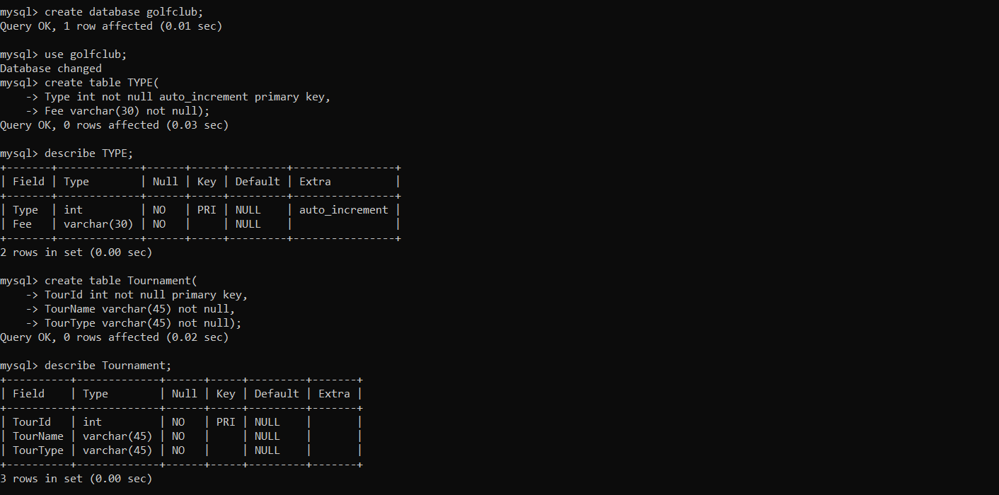 mysql> create database golfclub;
Query OK, 1 row affected (0.01 sec)

mysql> use golfclub;
Database changed
mysql> create table TYPE(
    -> Type int not null auto_increment primary key,
    -> Fee varchar(30) not null);
Query OK, 0 rows affected (0.03 sec)

mysql> describe TYPE;
+-------+-------------+------+-----+---------+----------------+
| Field | Type        | Null | Key | Default | Extra          |
+-------+-------------+------+-----+---------+----------------+
| Type  | int         | NO   | PRI | NULL    | auto_increment |
| Fee   | varchar(30) | NO   |     | NULL    |                |
+-------+-------------+------+-----+---------+----------------+
2 rows in set (0.00 sec)

mysql> create table Tournament(
    -> TourId int not null primary key,
    -> TourName varchar(45) not null,
    -> TourType varchar(45) not null);
Query OK, 0 rows affected (0.02 sec)

mysql> describe Tournament;
+----------+-------------+------+-----+---------+-------+
| Field    | Type        | Null | Key | Default | Extra |
+----------+-------------+------+-----+---------+-------+
| TourId   | int         | NO   | PRI | NULL    |       |
| TourName | varchar(45) | NO   |     | NULL    |       |
| TourType | varchar(45) | NO   |     | NULL    |       |
+----------+-------------+------+-----+---------+-------+
3 rows in set (0.00 sec)